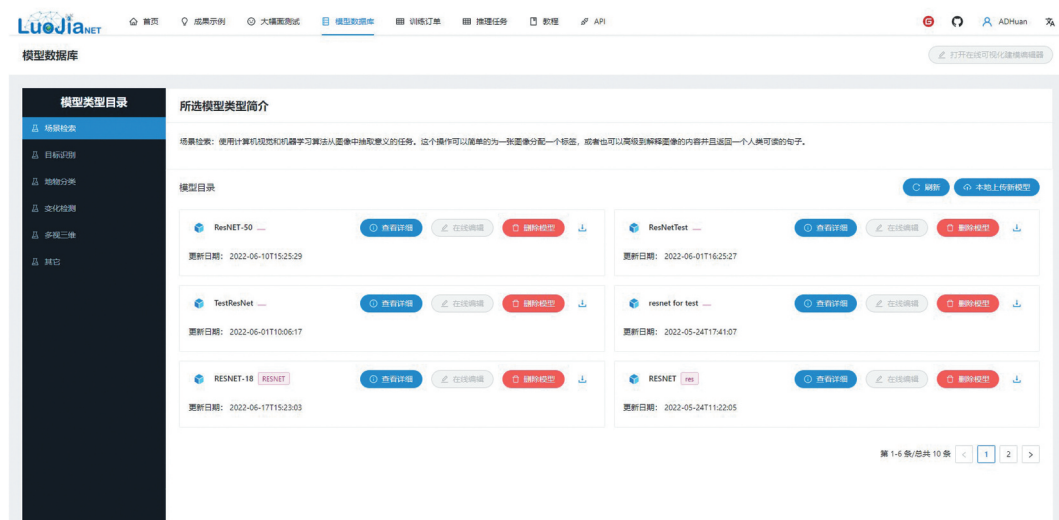 LuoJiaNET
首页 成果示例 大幅面测试 模型数据库 训练订单 推理任务 教程 API ADHuan
模型数据库 打开在线可视化建模编辑器
模型类型目录
场景检索
目标识别
地物分类
变化检测
多视三维
其它
所选模型类型简介
场景检索：使用计算机视觉和机器学习算法从图像中抽取意义的任务。这个操作可以简单的为一张图像分配一个标签，或者也可以高级到解释图像的内容并且返回一个人类可读的句子。
模型目录 刷新 本地上传新模型
ResNET-50 查看详细 在线编辑 删除模型
更新日期： 2022-06-10T15:25:29
ResNetTest 查看详细 在线编辑 删除模型
更新日期： 2022-06-01T16:25:27
TestResNet 查看详细 在线编辑 删除模型
更新日期： 2022-06-01T10:06:17
resnet for test 查看详细 在线编辑 删除模型
更新日期： 2022-05-24T17:41:07
RESNET-18 RESNET 查看详细 在线编辑 删除模型
更新日期： 2022-06-17T15:23:03
RESNET res 查看详细 在线编辑 删除模型
更新日期： 2022-05-24T11:22:05
第 1-6 条/总共 10 条 < 1 2 >